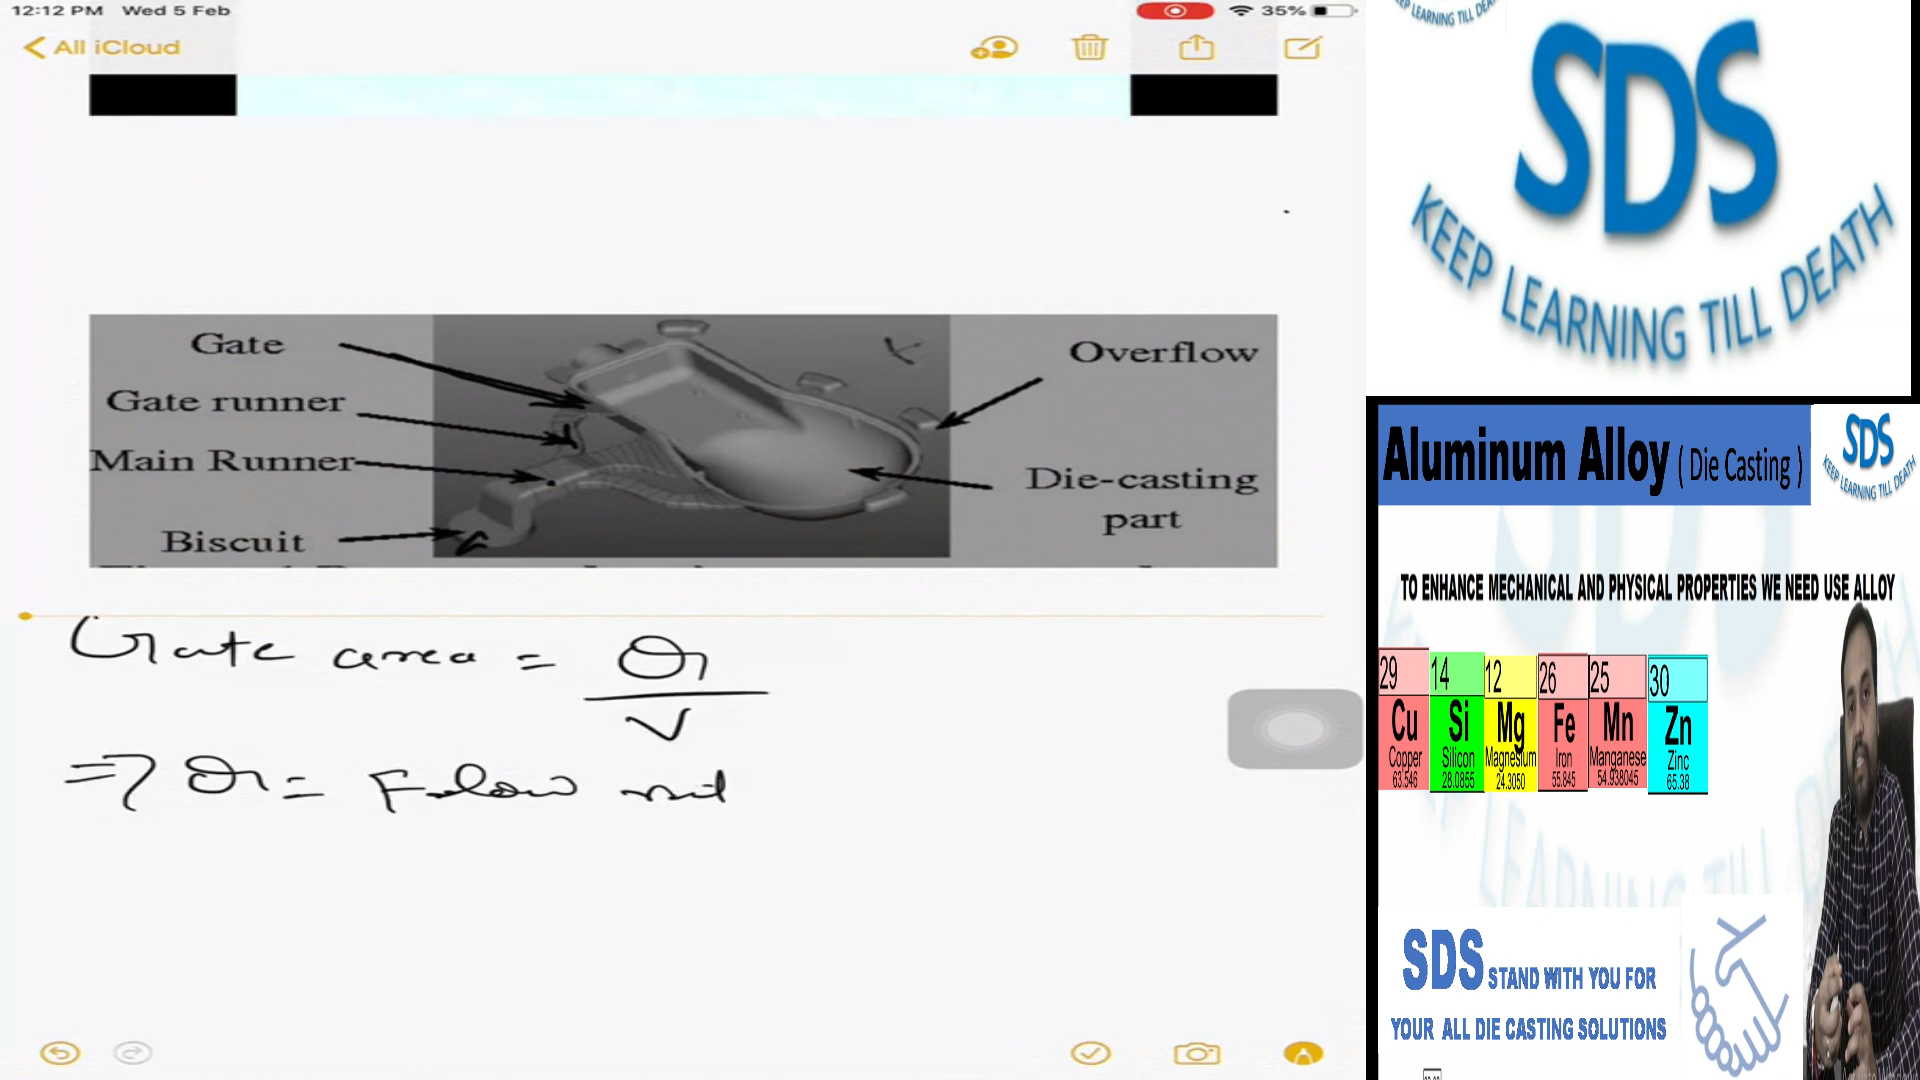 12:12 PM Wed 5 Feb
35%
All iCloud
Gate
Gate runner
Main Runner
Biscuit
Overflow
Die-casting
part
Gate area = Q
V
⇒ Q = Folow
SDS
KEEP LEARNING TILL DEATH
Aluminum Alloy ( Die Casting )
SDS
KEEP LEARNING TILL DEATH
TO ENHANCE MECHANICAL AND PHYSICAL PROPERTIES WE NEED USE ALLOY
29 14 12 26 25 30
Cu Si Mg Fe Mn Zn
Copper Silicon Magnesium Iron Manganese Zinc
63.546 28.0855 24.3050 55.845 54.938045 65.38
SDS STAND WITH YOU FOR
YOUR ALL DIE CASTING SOLUTIONS